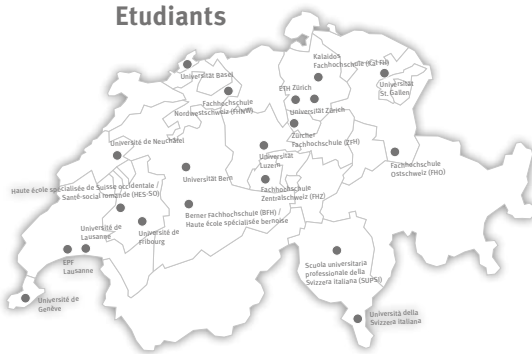 Etudiants
Kalaidos
Fachhochschule (Kal FH)
Universität Basel
ETH Zürich
Universität
St. Gallen
Fachhochschule
Nordwestschweiz (FHNW)
Universität Zürich
Zürcher
Fachhochschule (ZFH)
Université de Neuchâtel
Universität
Luzern
Fachhochschule
Ostschweiz (FHO)
Universität Bern
Haute école spécialisée de Suisse occidentale /
Santé-social romande (HES-SO)
Fachhochschule
Zentralschweiz (FHZ)
Berner Fachhochschule (BFH) /
Haute école spécialisée bernoise
Université de
Lausanne
Université de
Fribourg
EPF
Lausanne
Scuola universitaria
professionale della
Svizzera italiana (SUPSI)
Université de
Genève
Università della
Svizzera italiana